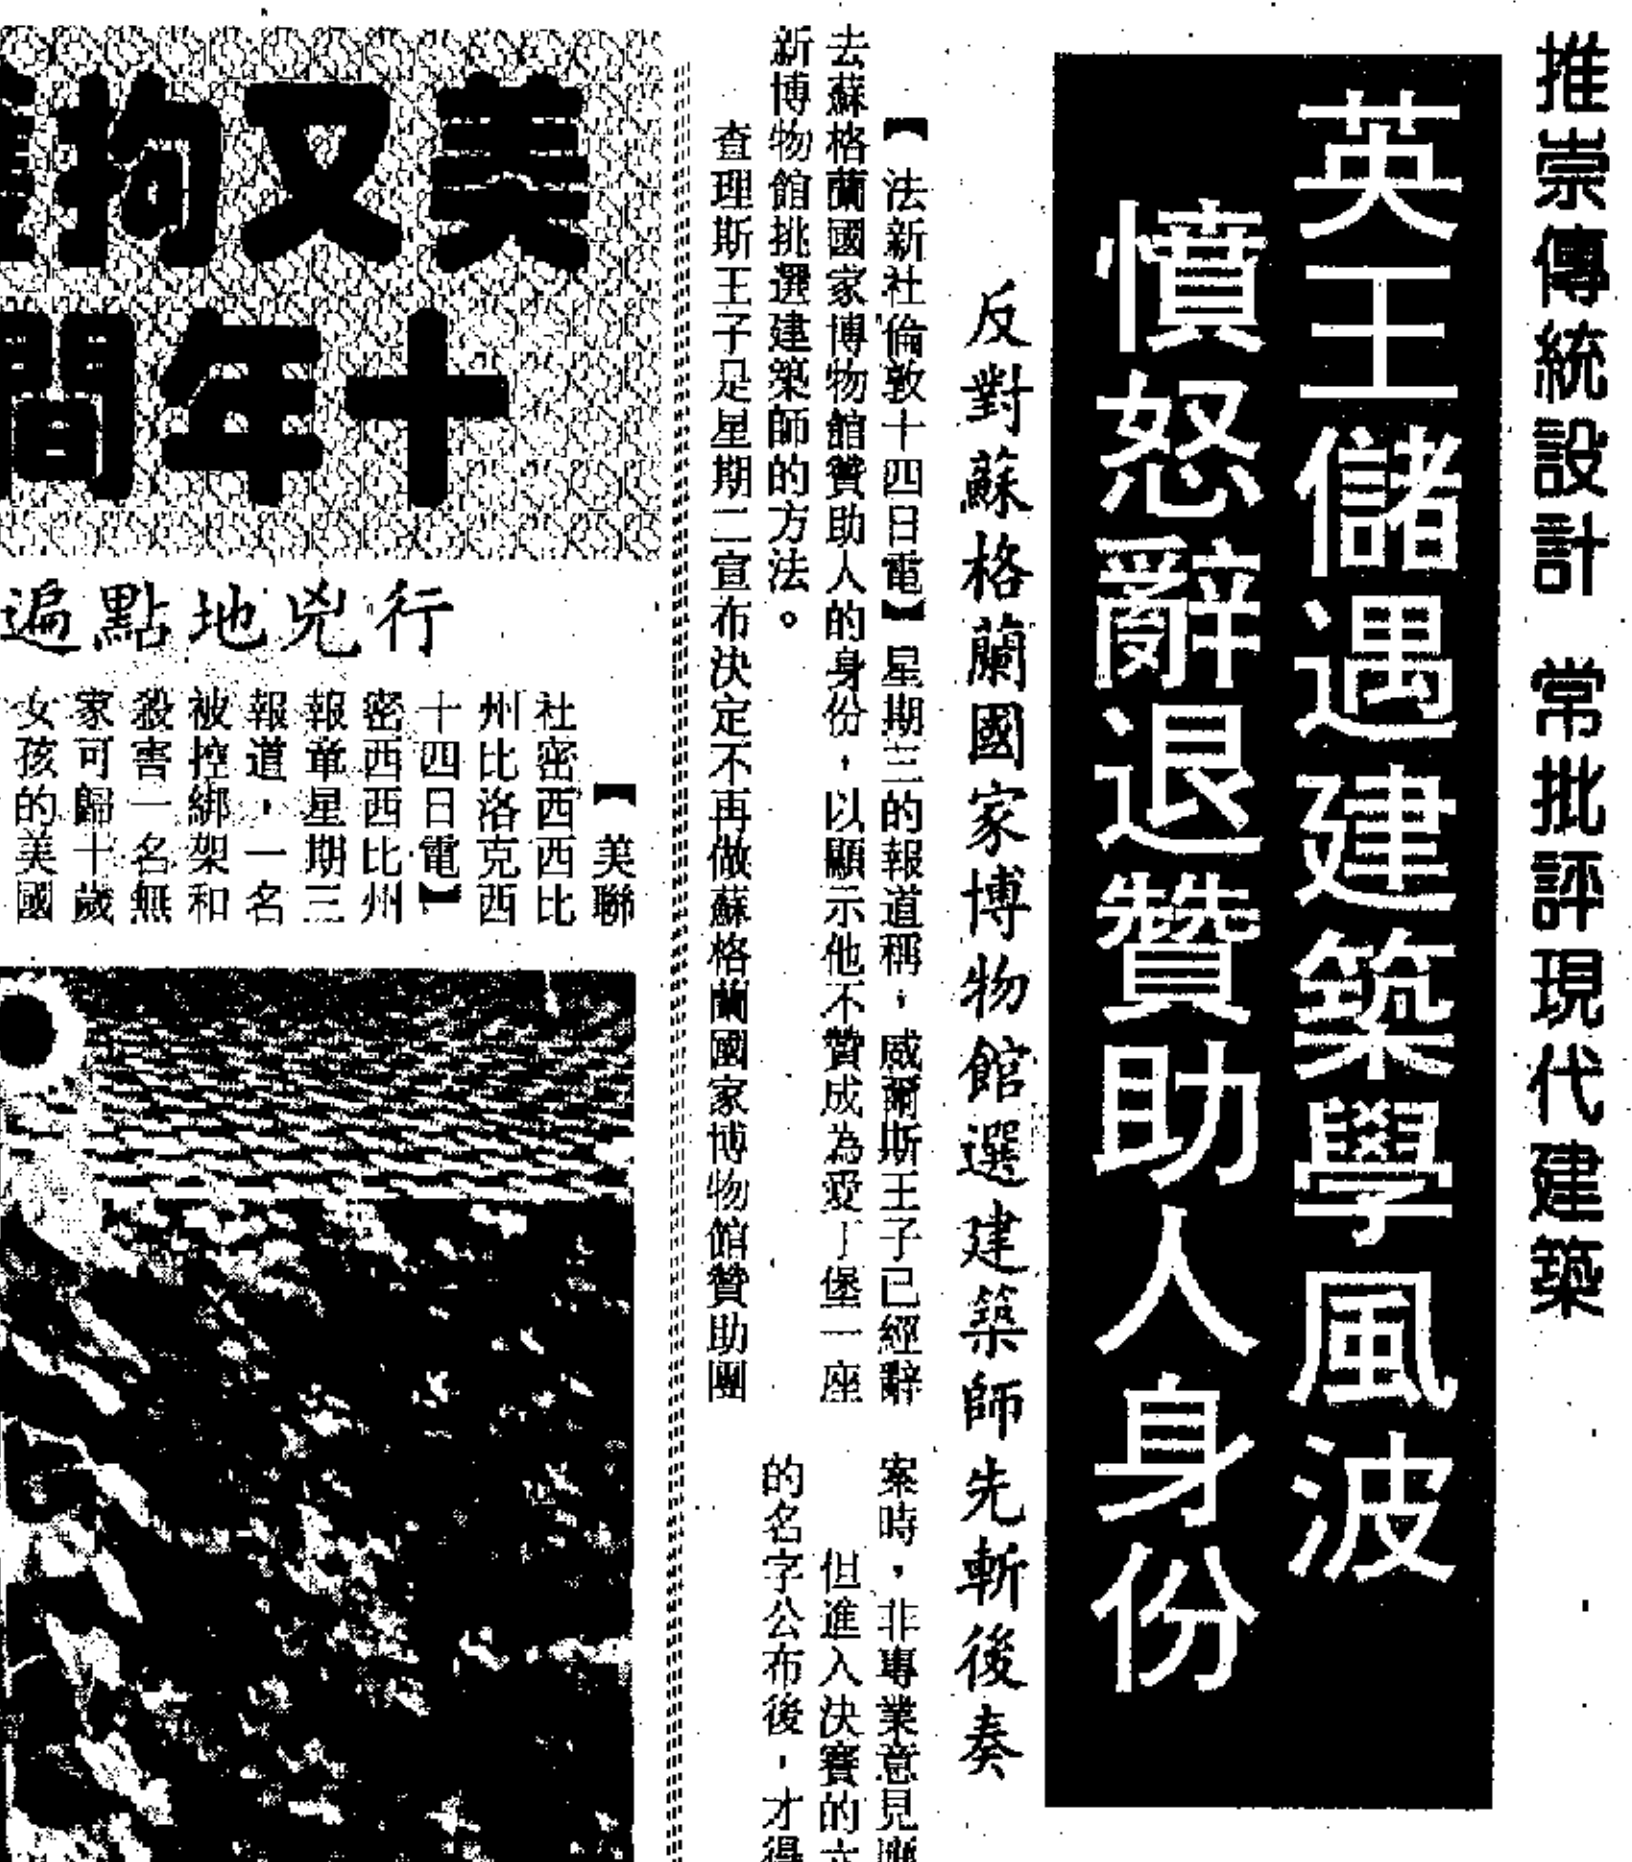 推崇傳統設計 常批評現代建築
英王儲遇建築學風波
憤怒辭退贊助人身份
反對蘇格蘭國家博物館選建築師先斬後奏
【法新社倫敦十四日電】星期三的報道稱，威爾斯王子已經辭
去蘇格蘭國家博物館贊助人的身份，以顯示他不贊成為愛丁堡一座
新博物館挑選建築師的方法。
查理斯王子是星期二宣布決定不再做蘇格蘭國家博物館贊助團
案時，非專業意見應
但進入決賽的六
的名字公布後，才得
美又拘
十年間
行兇地點遍
【美聯
社密西西比
州比洛克西
十四日電】
密西西比州
報章星期三
報道，一名
被控綁架和
殺害一名無
家可歸十歲
女孩的美國